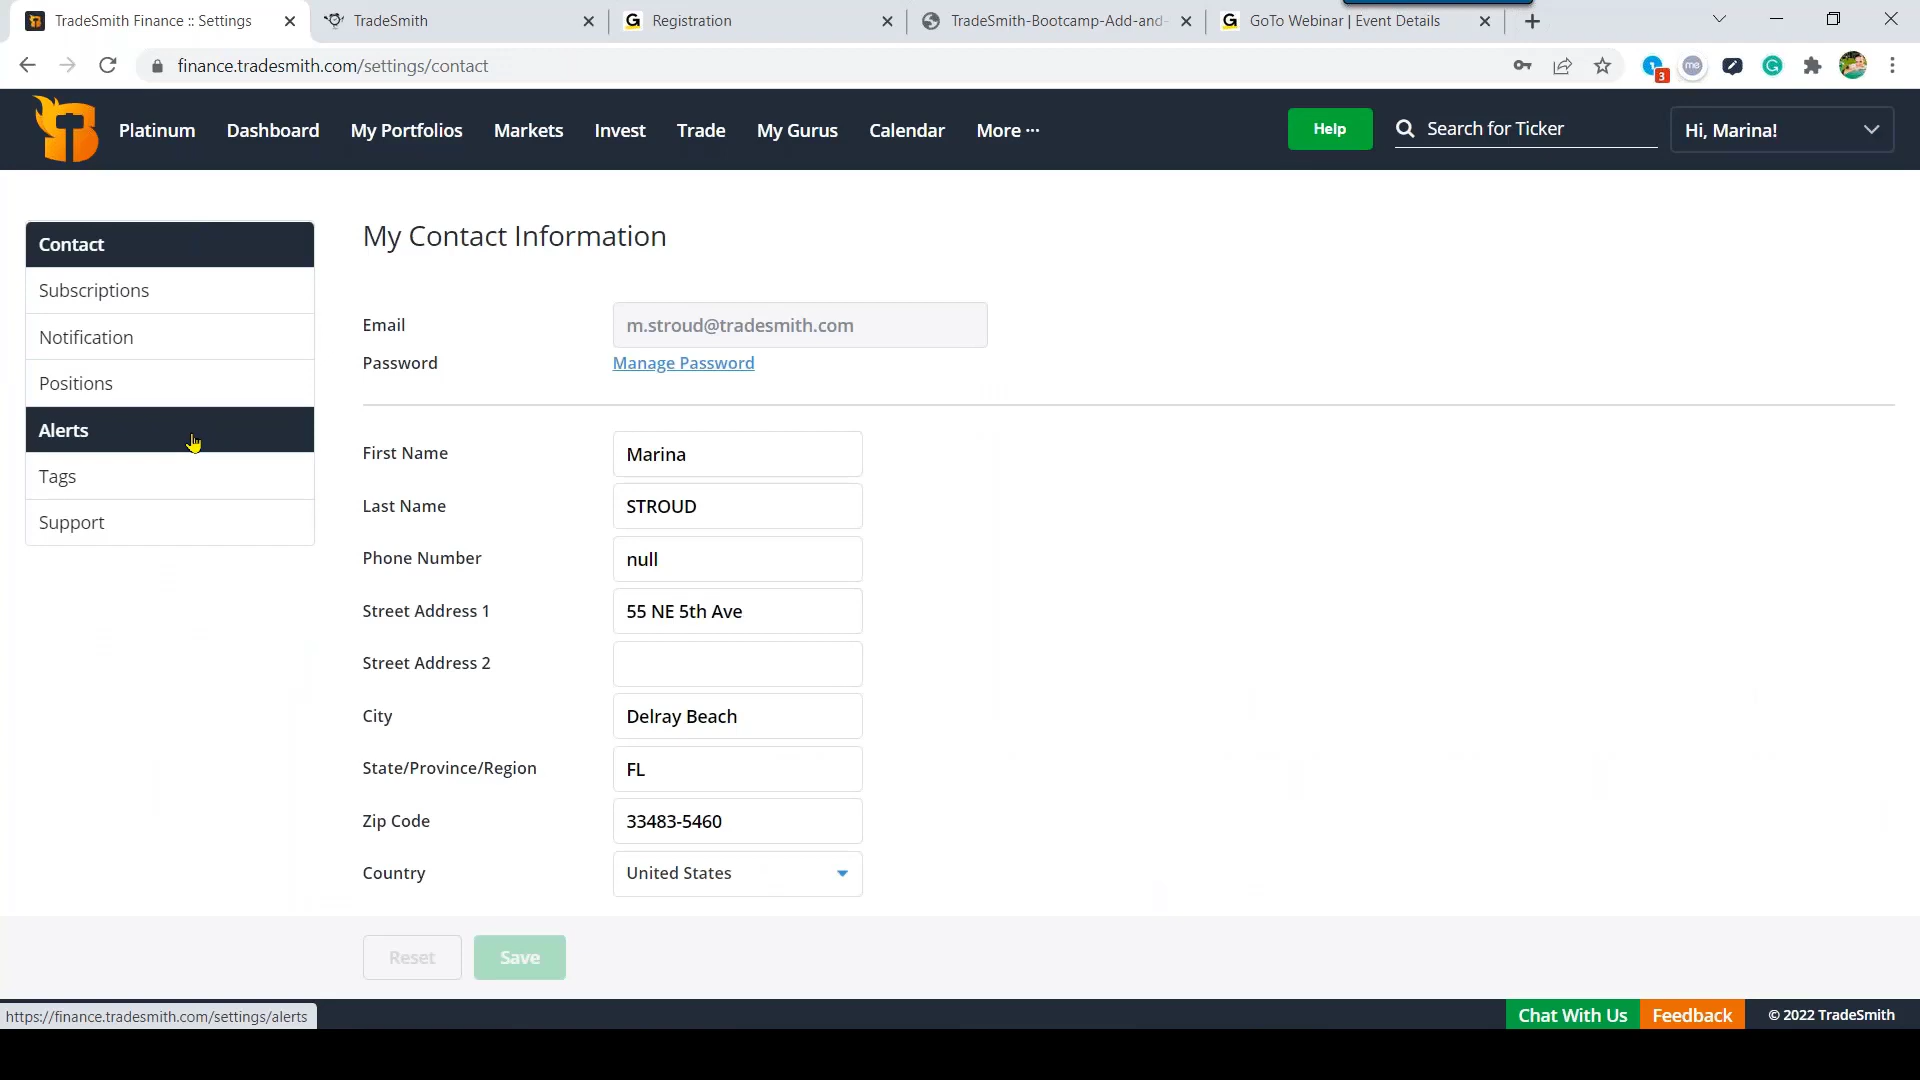 TradeSmith Finance :: Settings
TradeSmith
Registration
TradeSmith-Bootcamp-Add-and-
GoTo Webinar | Event Details
finance.tradesmith.com/settings/contact
3
me
Platinum
Dashboard
My Portfolios
Markets
Invest
Trade
My Gurus
Calendar
More ···
Help
Search for Ticker
Hi, Marina!
Contact
Subscriptions
Notification
Positions
Alerts
Tags
Support
My Contact Information
Email m.stroud@tradesmith.com
Password Manage Password
First Name Marina
Last Name STROUD
Phone Number null
Street Address 1 55 NE 5th Ave
Street Address 2
City Delray Beach
State/Province/Region FL
Zip Code 33483-5460
Country United States
Reset Save
https://finance.tradesmith.com/settings/alerts
Chat With Us
Feedback
© 2022 TradeSmith